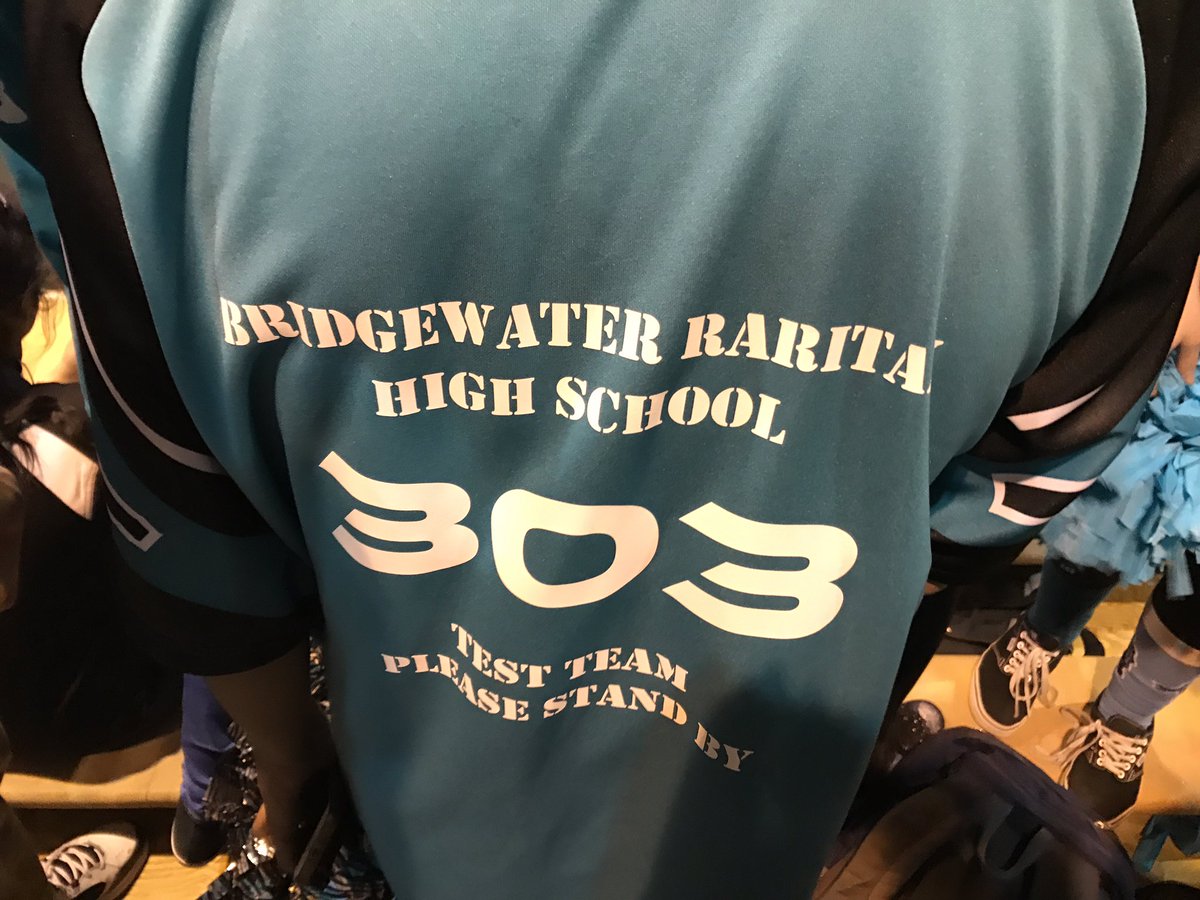 BRIDGEWATER RARITAN
HIGH SCHOOL
303
TEST TEAM
PLEASE STAND BY